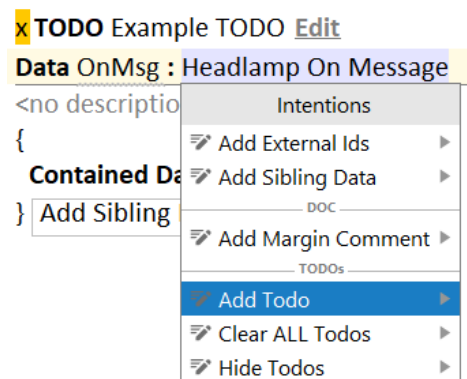 x TODO Example TODO Edit
Data OnMsg : Headlamp On Message
<no descriptio
Intentions
{
Add External Ids
Contained Da
Add Sibling Data
} Add Sibling
DOC
Add Margin Comment
TODOs
Add Todo
Clear ALL Todos
Hide Todos